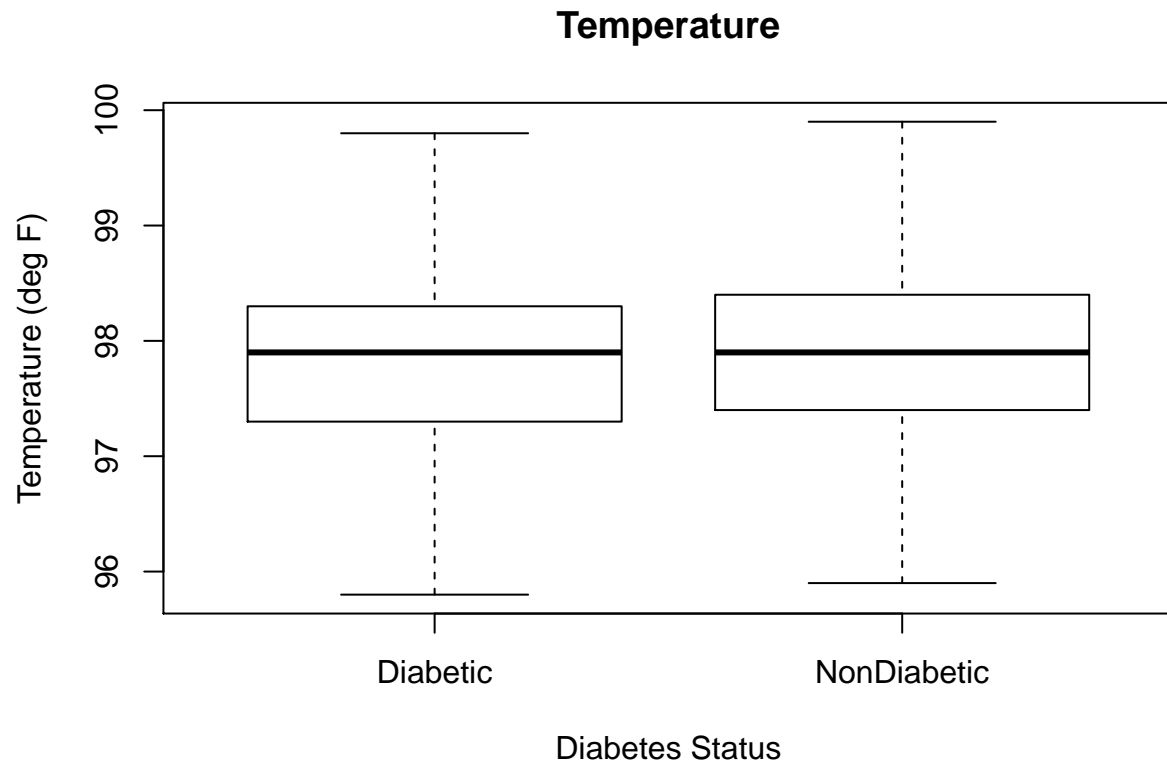 Temperature
Temperature (deg F)
100
99
98
97
96
Diabetic NonDiabetic
Diabetes Status